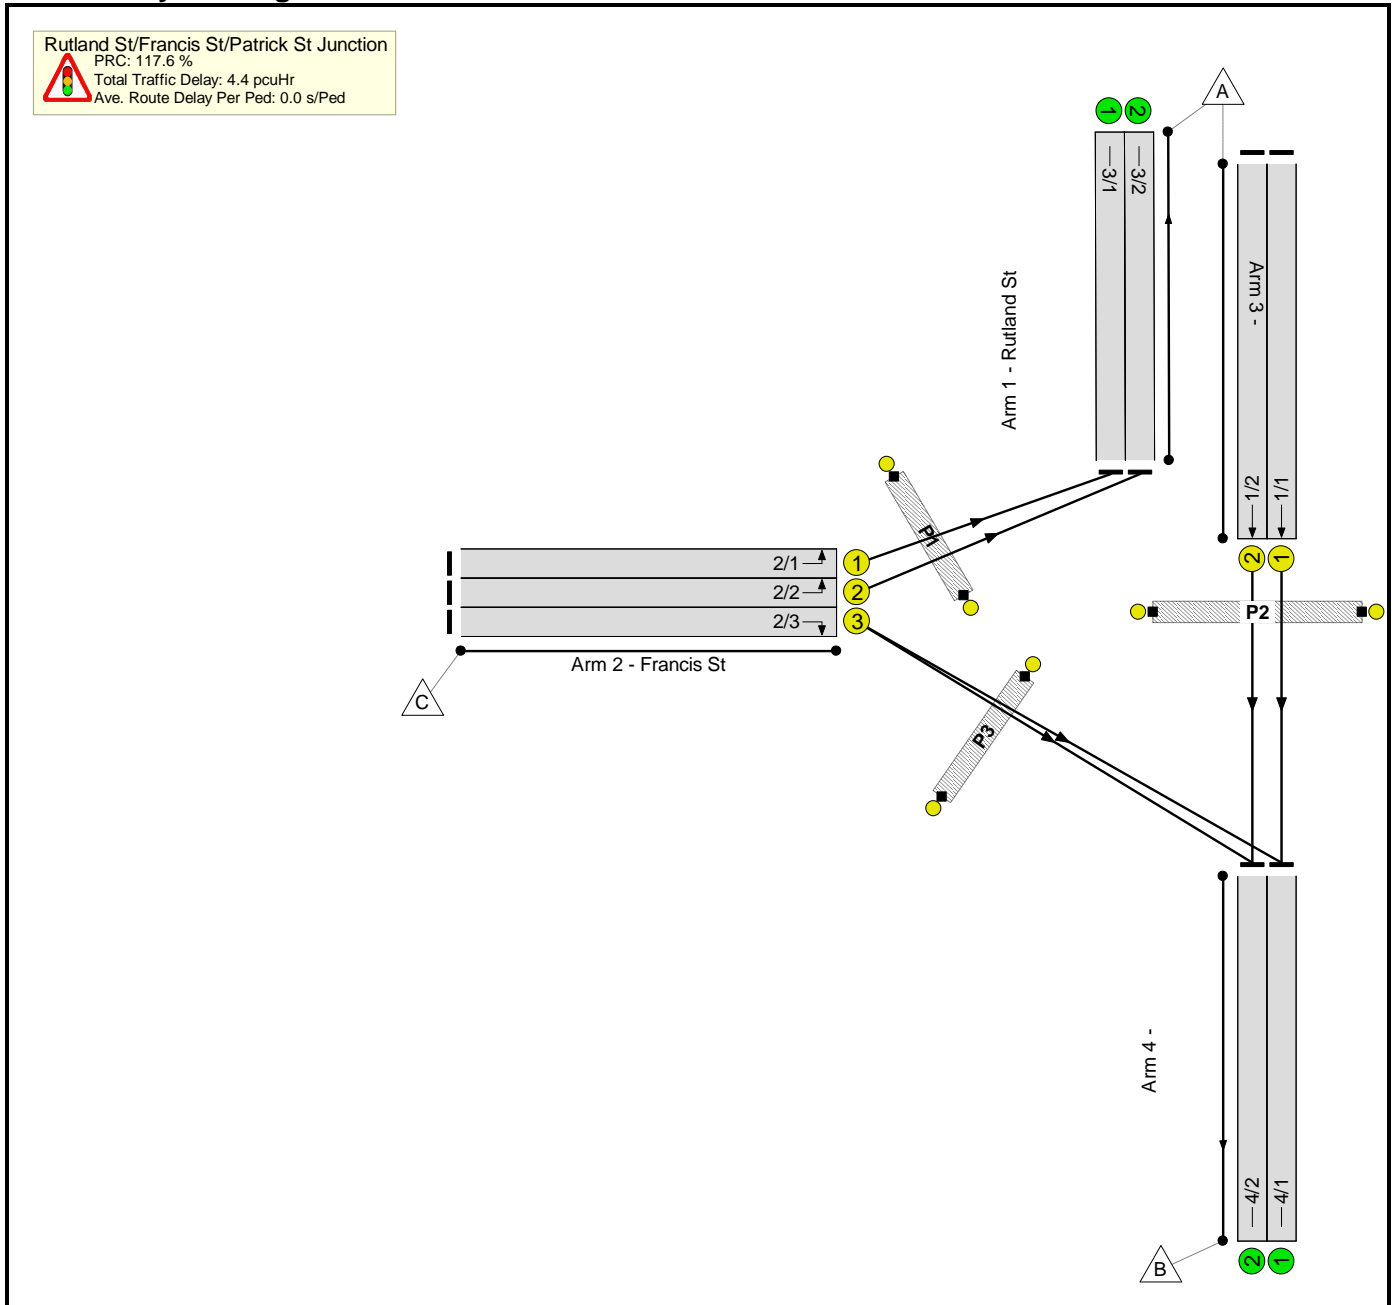 Rutland St/Francis St/Patrick St Junction
PRC: 117.6 %
Total Traffic Delay: 4.4 pcuHr
Ave. Route Delay Per Ped: 0.0 s/Ped
A
1
2
3/1
3/2
Arm 3 -
Arm 1 - Rutland St
1/2
1/1
P1
2/1
1
2
1
2/2
2
2/3
3
P2
Arm 2 - Francis St
C
P3
Arm 4 -
4/2
4/1
B
2
1